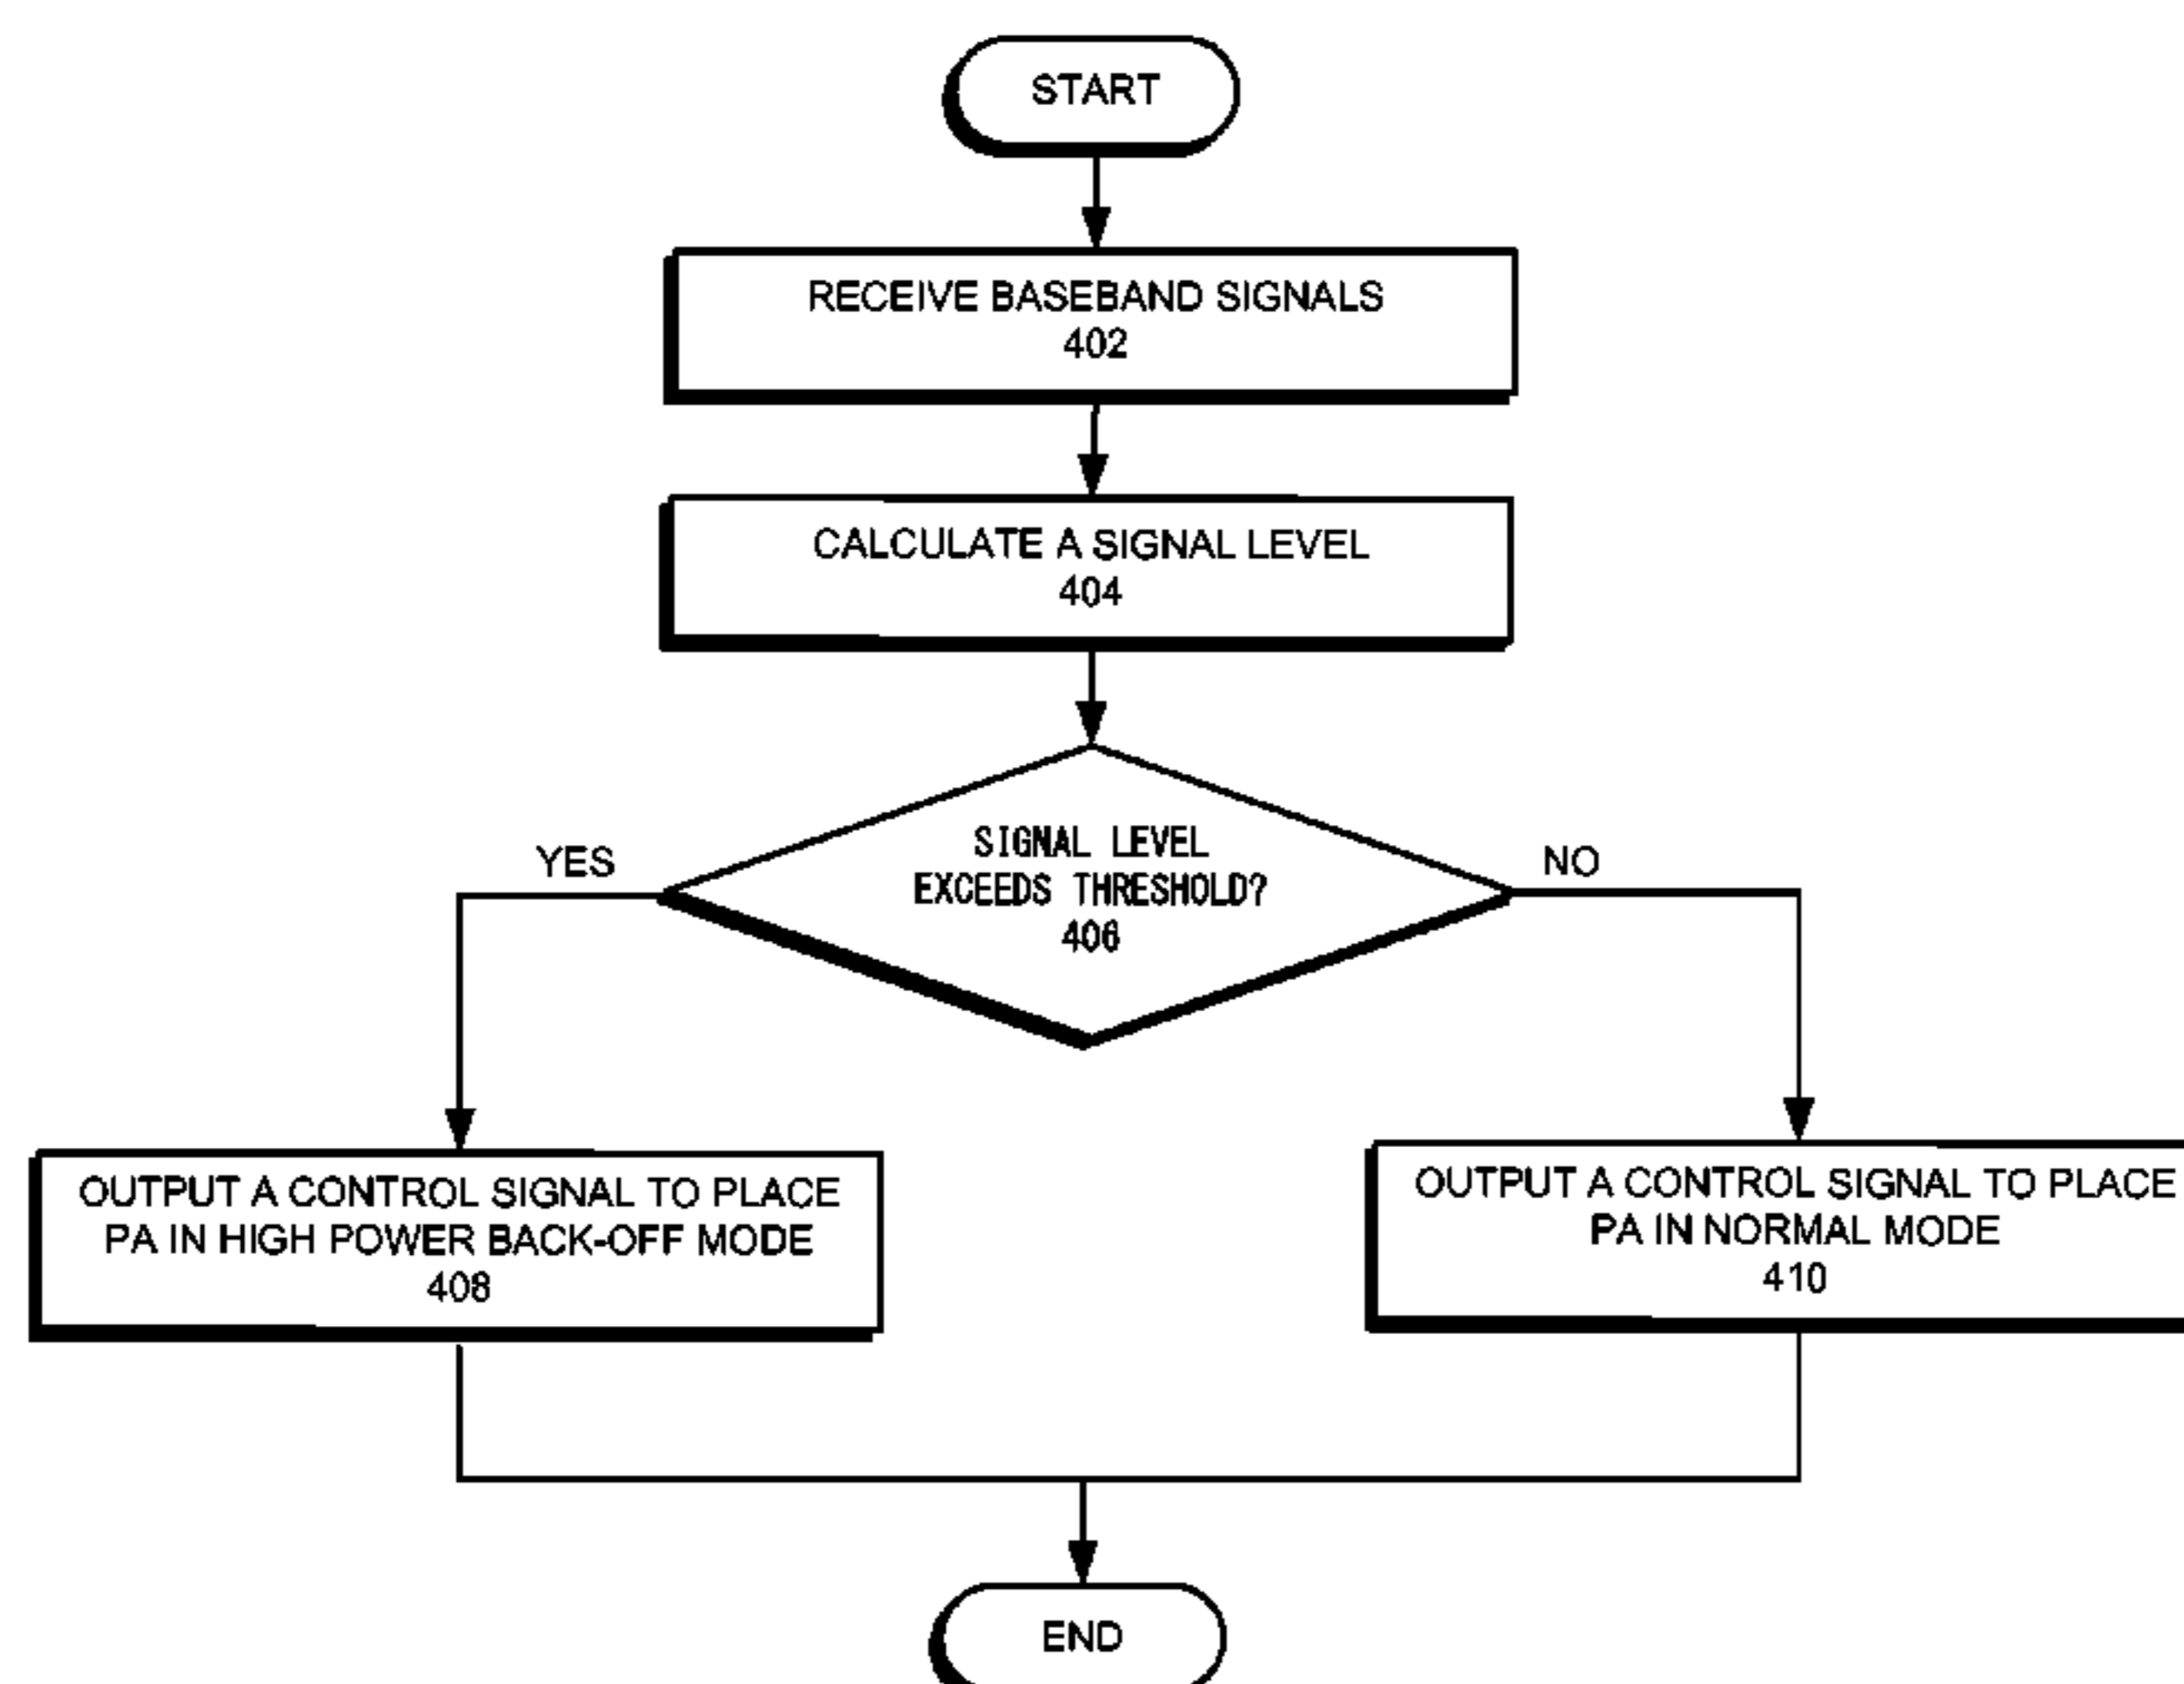 START
RECEIVE BASEBAND SIGNALS
402
CALCULATE A SIGNAL LEVEL
404
SIGNAL LEVEL
EXCEEDS THRESHOLD?
406
YES
NO
OUTPUT A CONTROL SIGNAL TO PLACE
PA IN HIGH POWER BACK-OFF MODE
408
OUTPUT A CONTROL SIGNAL TO PLACE
PA IN NORMAL MODE
410
END